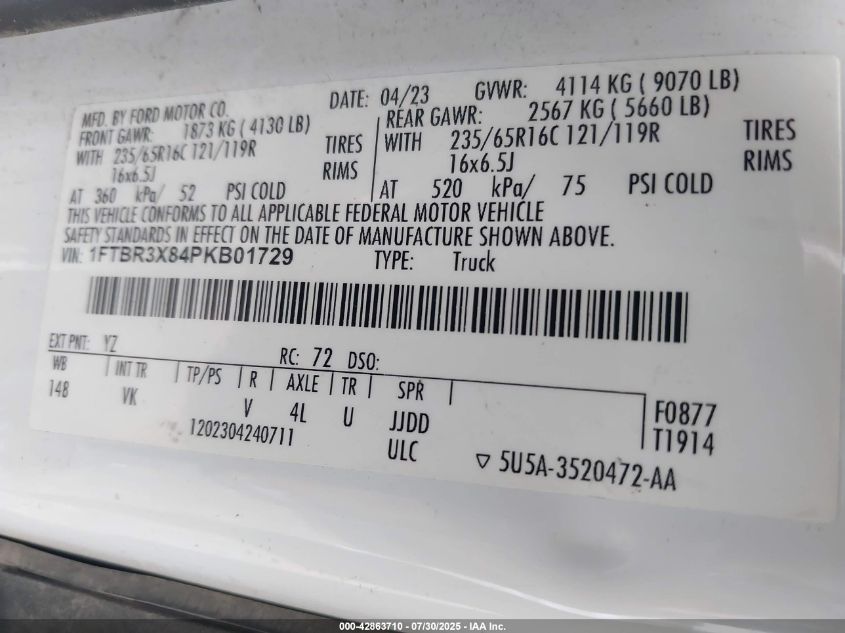 MFD. BY FORD MOTOR CO.
DATE: 04/23 GVWR: 4114 KG ( 9070 LB)
FRONT GAWR: 1873 KG ( 4130 LB)
WITH 235/65R16C 121/119R TIRES
16x6.5J RIMS
AT 360 kPa/ 52 PSI COLD
REAR GAWR: 2567 KG ( 5660 LB)
WITH 235/65R16C 121/119R TIRES
16x6.5J RIMS
AT 520 kPa/ 75 PSI COLD
THIS VEHICLE CONFORMS TO ALL APPLICABLE FEDERAL MOTOR VEHICLE
SAFETY STANDARDS IN EFFECT ON THE DATE OF MANUFACTURE SHOWN ABOVE.
VIN: 1FTBR3X84PKB01729 TYPE: Truck
EXT PNT: YZ RC: 72 DSO:
WB INT TR TP/PS R AXLE TR SPR
148 VK V 4L U JJDD
F0877
T1914
1202304240711 ULC
▽ 5U5A-3520472-AA
000-42863710 - 07/30/2025 - IAA Inc.